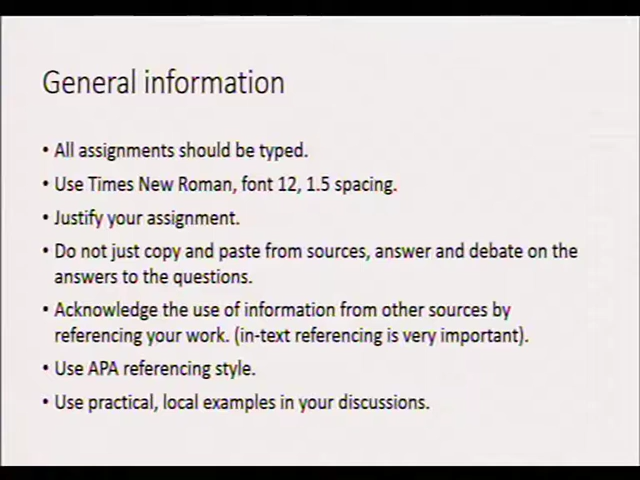 General information
• All assignments should be typed.
• Use Times New Roman, font 12, 1.5 spacing.
• Justify your assignment.
• Do not just copy and paste from sources, answer and debate on the
answers to the questions.
• Acknowledge the use of information from other sources by
referencing your work. (in-text referencing is very important).
• Use APA referencing style.
• Use practical, local examples in your discussions.